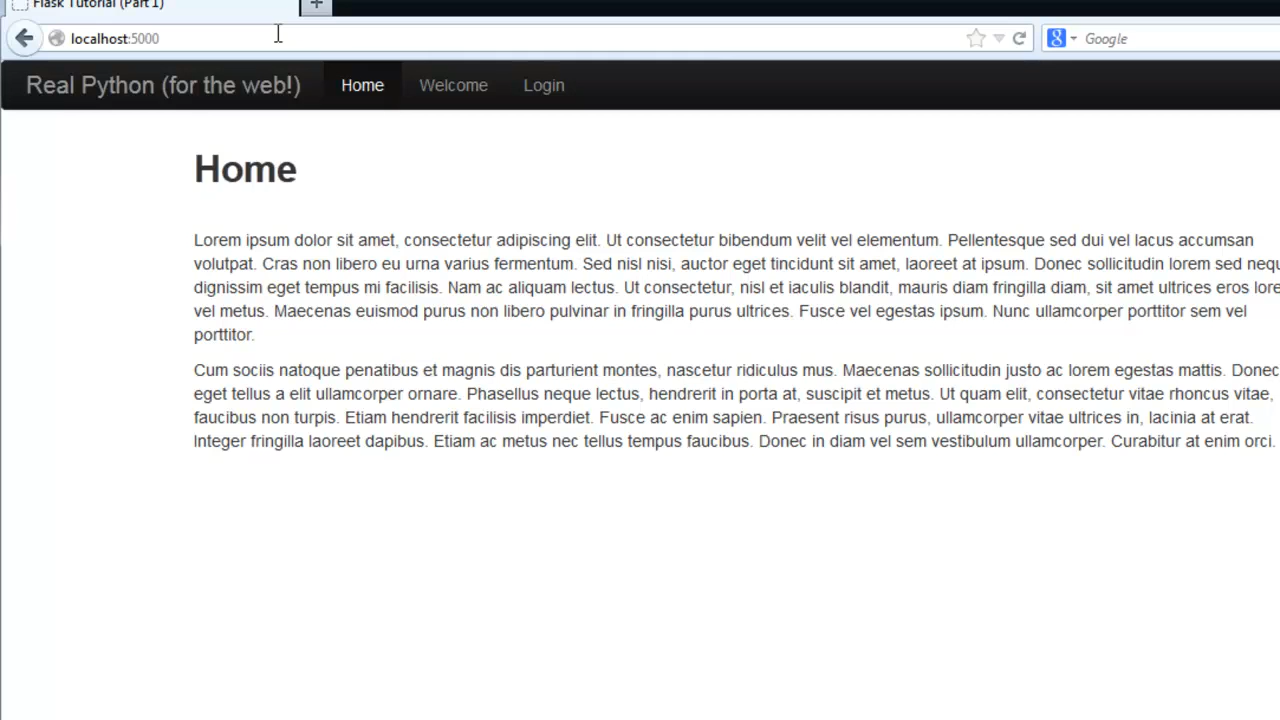 Flask Tutorial (Part 1)
localhost:5000
Google
Real Python (for the web!) Home Welcome Login
Home
Lorem ipsum dolor sit amet, consectetur adipiscing elit. Ut consectetur bibendum velit vel elementum. Pellentesque sed dui vel lacus accumsan
volutpat. Cras non libero eu urna varius fermentum. Sed nisl nisi, auctor eget tincidunt sit amet, laoreet at ipsum. Donec sollicitudin lorem sed nequ
dignissim eget tempus mi facilisis. Nam ac aliquam lectus. Ut consectetur, nisl et iaculis blandit, mauris diam fringilla diam, sit amet ultrices eros lore
vel metus. Maecenas euismod purus non libero pulvinar in fringilla purus ultrices. Fusce vel egestas ipsum. Nunc ullamcorper porttitor sem vel
porttitor.
Cum sociis natoque penatibus et magnis dis parturient montes, nascetur ridiculus mus. Maecenas sollicitudin justo ac lorem egestas mattis. Donec
eget tellus a elit ullamcorper ornare. Phasellus neque lectus, hendrerit in porta at, suscipit et metus. Ut quam elit, consectetur vitae rhoncus vitae,
faucibus non turpis. Etiam hendrerit facilisis imperdiet. Fusce ac enim sapien. Praesent risus purus, ullamcorper vitae ultrices in, lacinia at erat.
Integer fringilla laoreet dapibus. Etiam ac metus nec tellus tempus faucibus. Donec in diam vel sem vestibulum ullamcorper. Curabitur at enim orci.